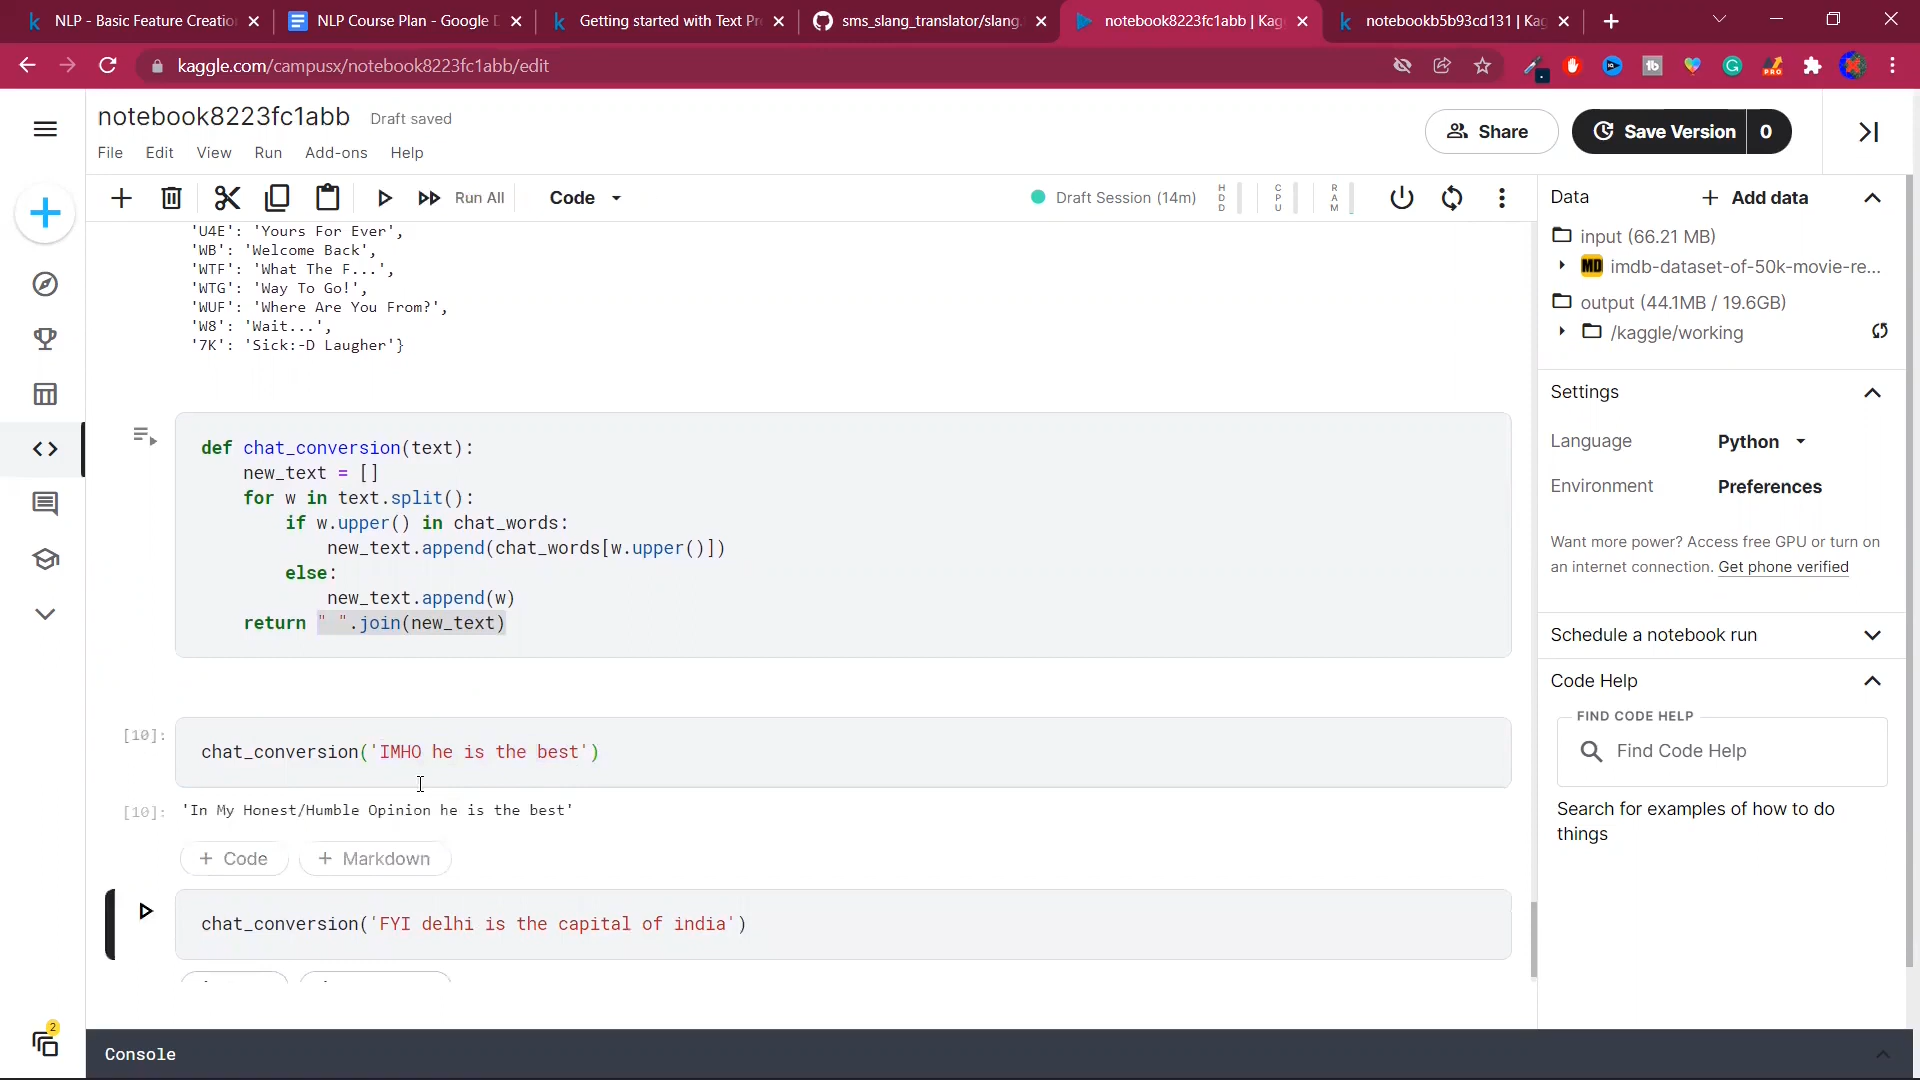 NLP - Basic Feature Creatio
NLP Course Plan - Google D
Getting started with Text Pr
sms_slang_translator/slang.
notebook8223fc1abb | Kag
notebookb5b93cd131 | Kag
kaggle.com/campusx/notebook8223fc1abb/edit
notebook8223fc1abb Draft saved
Share
Save Version 0
File Edit View Run Add-ons Help
Run All
Code
Draft Session (14m)
HDD
CPU
RAM
'U4E': 'Yours For Ever',
'WB': 'Welcome Back',
'WTF': 'What The F...',
'WTG': 'Way To Go!',
'WUF': 'Where Are You From?',
'W8': 'Wait...',
'7K': 'Sick:-D Laugher'}
def chat_conversion(text):
new_text = []
for w in text.split():
if w.upper() in chat_words:
new_text.append(chat_words[w.upper()])
else:
new_text.append(w)
return " ".join(new_text)
[10]:
chat_conversion('IMHO he is the best')
[10]: 'In My Honest/Humble Opinion he is the best'
+ Code + Markdown
chat_conversion('FYI delhi is the capital of india')
Console
2
Data
+ Add data
input (66.21 MB)
MD imdb-dataset-of-50k-movie-re...
output (44.1MB / 19.6GB)
/kaggle/working
Settings
Language Python
Environment Preferences
Want more power? Access free GPU or turn on
an internet connection. Get phone verified
Schedule a notebook run
Code Help
FIND CODE HELP
Find Code Help
Search for examples of how to do
things